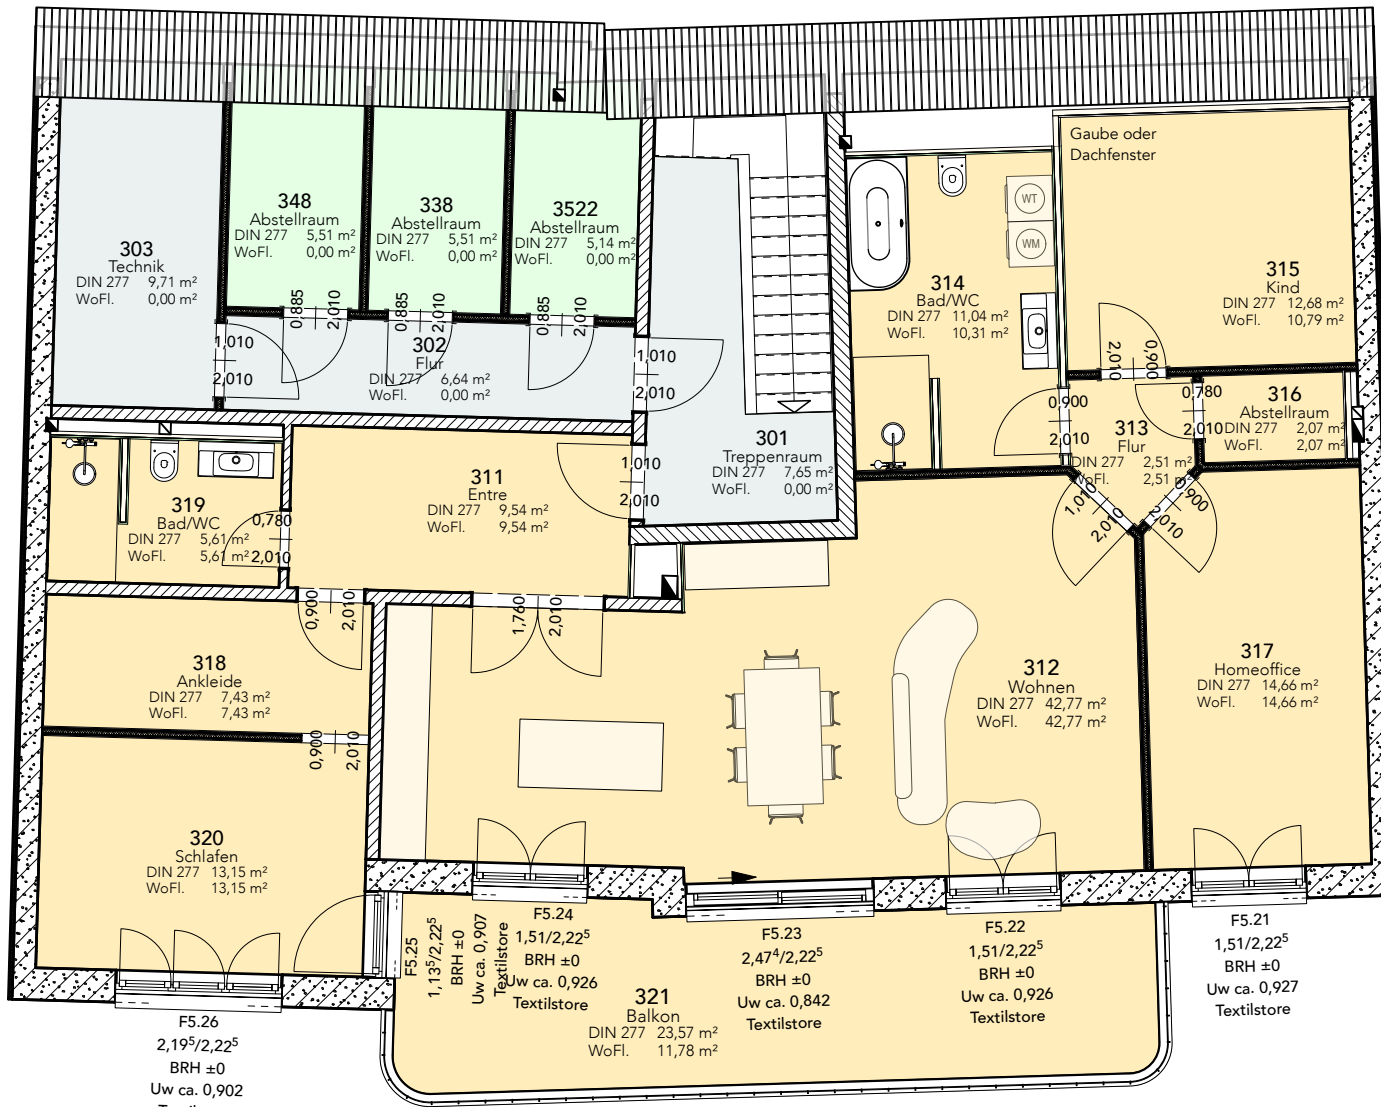 Gaube oder
Dachfenster
348
Abstellraum
DIN 277 5,51 m²
WoFl. 0,00 m²
338
Abstellraum
DIN 277 5,51 m²
WoFl. 0,00 m²
3522
Abstellraum
DIN 277 5,14 m²
WoFl. 0,00 m²
303
Technik
DIN 277 9,71 m²
WoFl. 0,00 m²
WT
WM
314
Bad/WC
DIN 277 11,04 m²
WoFl. 10,31 m²
315
Kind
DIN 277 12,68 m²
WoFl. 10,79 m²
0,885
2,010
0,885
2,010
0,885
2,010
1,010
2,010
302
Flur
DIN 277 6,64 m²
WoFl. 0,00 m²
1,010
2,010
2,010
0,900
0,900
2,010
0,780
2,010
313
Flur
DIN 277 2,51 m²
WoFl. 2,51 m²
316
Abstellraum
DIN 277 2,07 m²
WoFl. 2,07 m²
301
Treppenraum
DIN 277 7,65 m²
WoFl. 0,00 m²
311
Entre
DIN 277 9,54 m²
WoFl. 9,54 m²
1,010
2,010
319
Bad/WC
DIN 277 5,61 m²
WoFl. 5,61 m²
0,780
2,010
1,010
2,010
0,900
2,010
0,900
2,010
1,760
2,010
318
Ankleide
DIN 277 7,43 m²
WoFl. 7,43 m²
312
Wohnen
DIN 277 42,77 m²
WoFl. 42,77 m²
317
Homeoffice
DIN 277 14,66 m²
WoFl. 14,66 m²
0,900
2,010
320
Schlafen
DIN 277 13,15 m²
WoFl. 13,15 m²
F5.25
1,13⁵/2,22⁵
BRH ±0
Uw ca. 0,907
Textilstore
F5.24
1,51/2,22⁵
BRH ±0
Uw ca. 0,926
Textilstore
F5.23
2,47⁴/2,22⁵
BRH ±0
Uw ca. 0,842
Textilstore
F5.22
1,51/2,22⁵
BRH ±0
Uw ca. 0,926
Textilstore
F5.21
1,51/2,22⁵
BRH ±0
Uw ca. 0,927
Textilstore
321
Balkon
DIN 277 23,57 m²
WoFl. 11,78 m²
F5.26
2,19⁵/2,22⁵
BRH ±0
Uw ca. 0,902